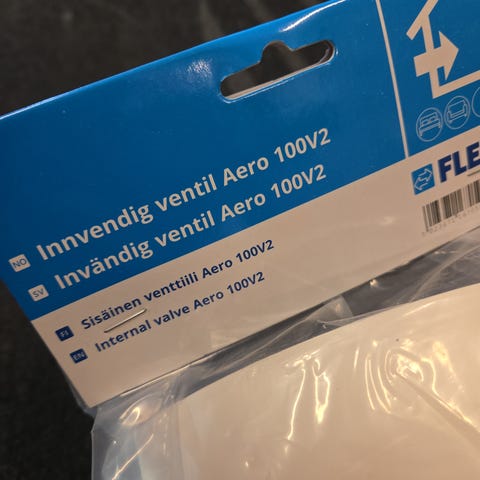 NO Innvendig ventil Aero 100V2
SV Invändig ventil Aero 100V2
FI Sisäinen venttiili Aero 100V2
EN Internal valve Aero 100V2
FLE